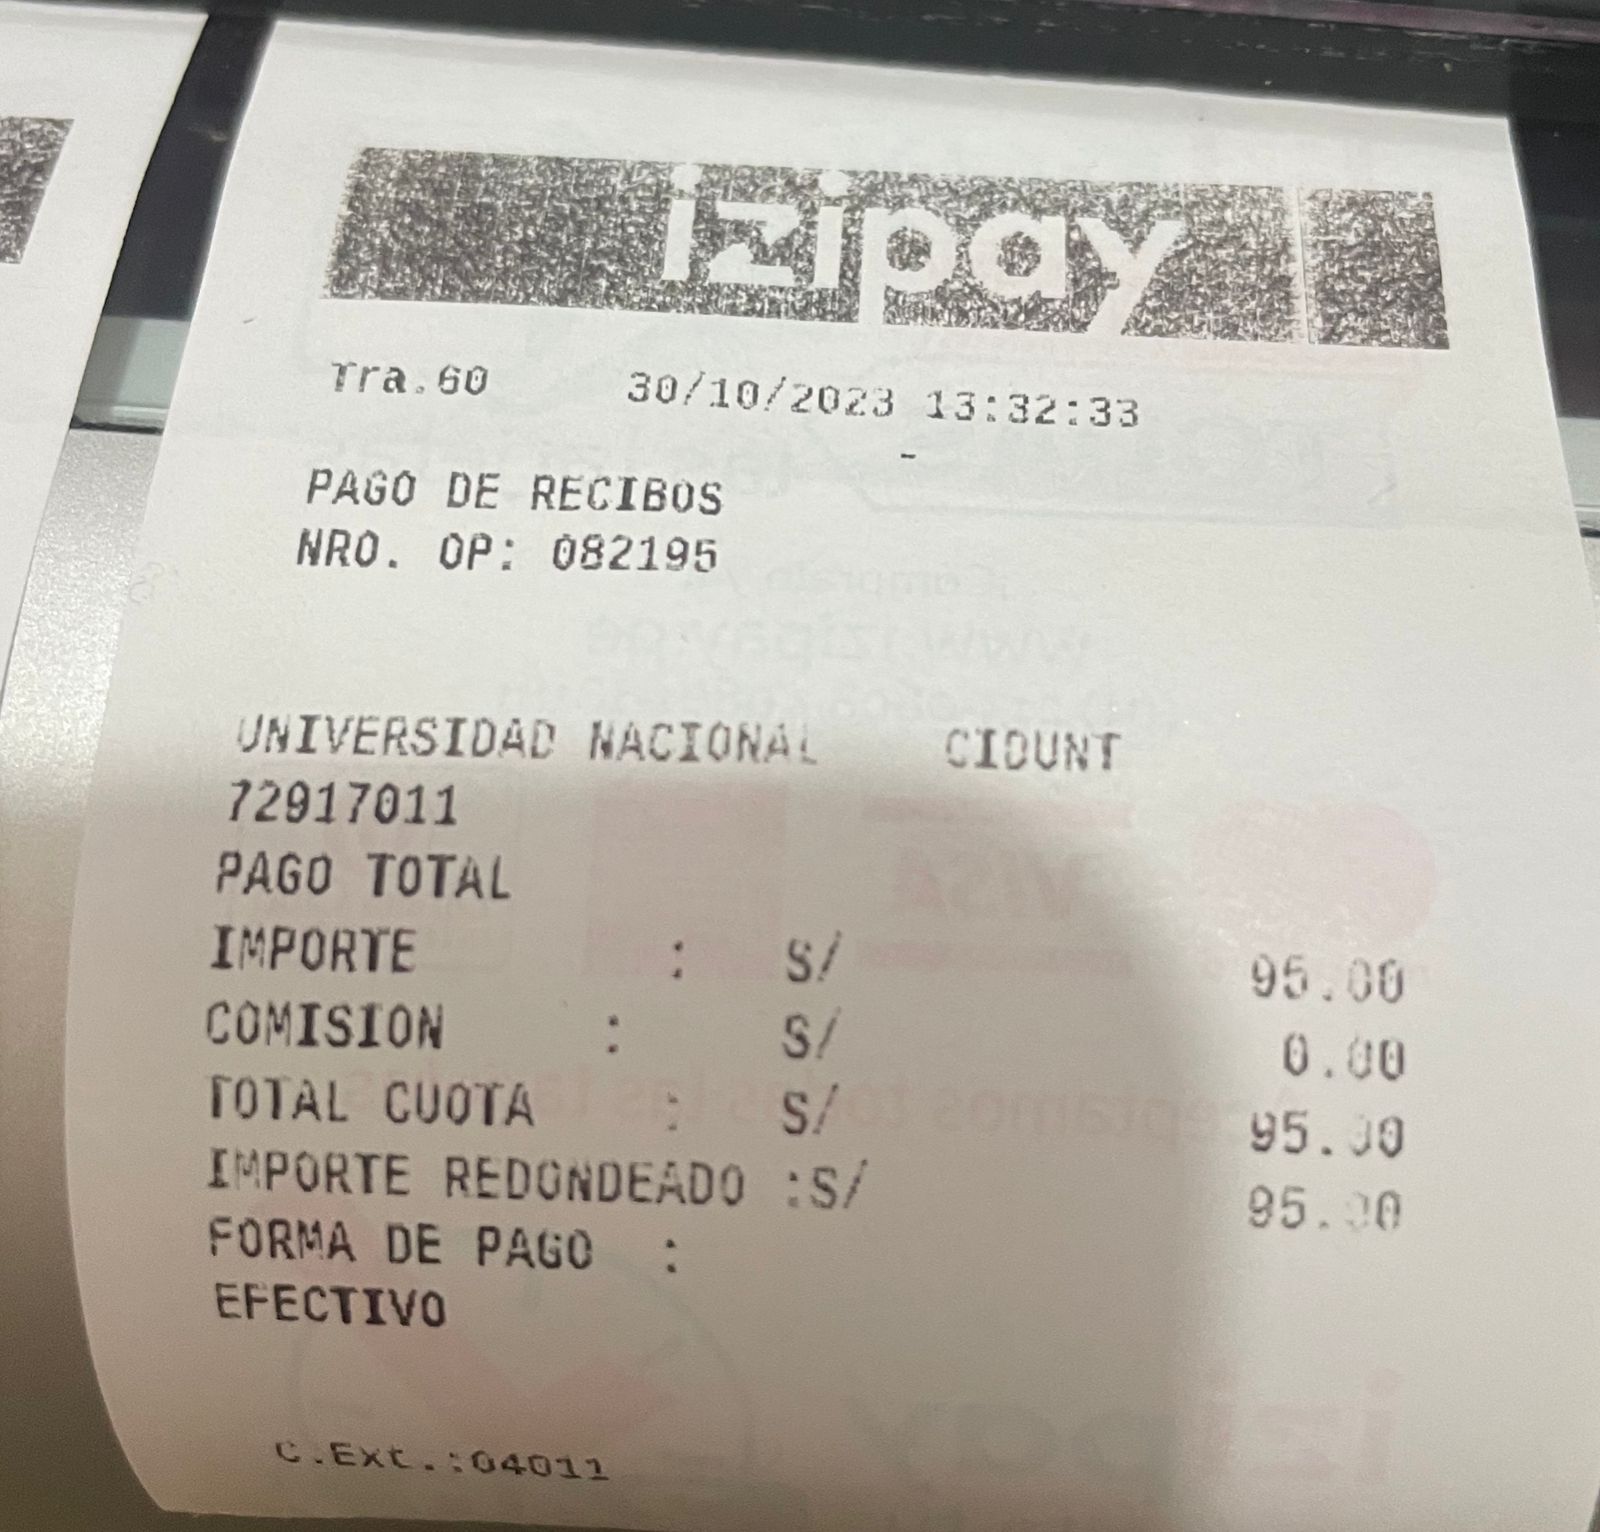 izipay
Tra.60 30/10/2023 13:32:33
-
PAGO DE RECIBOS
NRO. OP: 082195
UNIVERSIDAD NACIONAL CIDUNT
72917011
PAGO TOTAL
IMPORTE : S/ 95.00
COMISION : S/ 0.00
TOTAL CUOTA : S/ 95.00
IMPORTE REDONDEADO :S/ 95.00
FORMA DE PAGO :
EFECTIVO
C.Ext.:04011